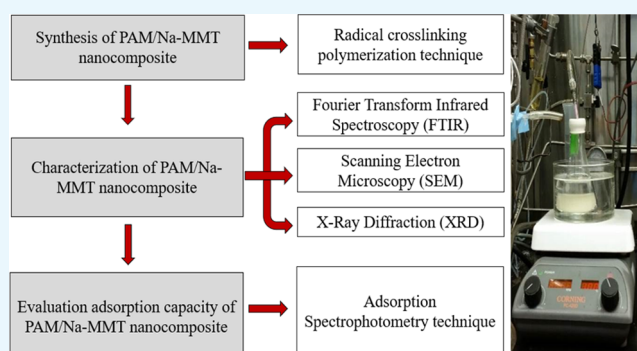 Synthesis of PAM/Na-MMT
nanocomposite
Radical crosslinking
polymerization technique
Fourier Transform Infrared
Spectroscopy (FTIR)
Characterization of PAM/Na-
MMT nanocomposite
Scanning Electron
Microscopy (SEM)
X-Ray Diffraction (XRD)
Evaluation adsorption capacity of
PAM/Na-MMT nanocomposite
Adsorption
Spectrophotometry technique
CORNING